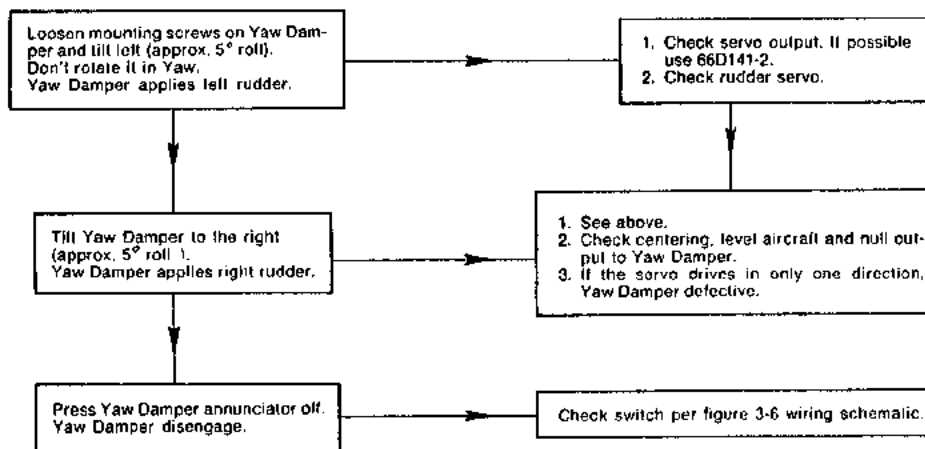 Loosen mounting screws on Yaw Dam-
per and tilt left (approx. 5° roll).
Don't rotate it in Yaw.
Yaw Damper applies left rudder.
1. Check servo output. If possible
use 66D141-2.
2. Check rudder servo.
Tilt Yaw Damper to the right
(approx. 5° roll ).
Yaw Damper applies right rudder.
1. See above.
2. Check centering, level aircraft and null out-
put to Yaw Damper.
3. If the servo drives in only one direction,
Yaw Damper defective.
Press Yaw Damper annunciator off.
Yaw Damper disengage.
Check switch per figure 3-6 wiring schematic.